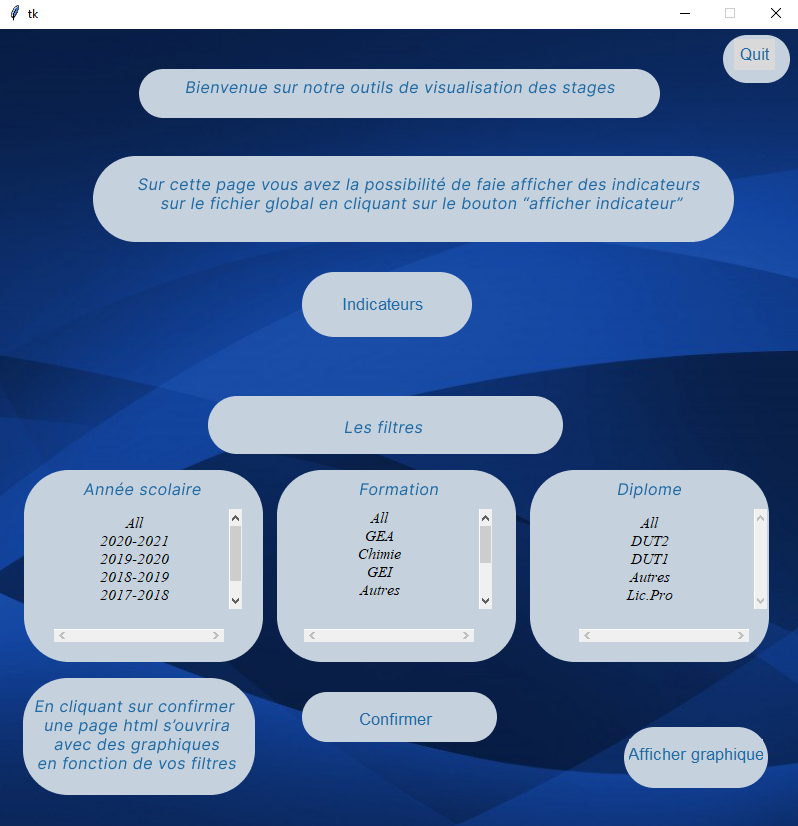 tk
Quit
Bienvenue sur notre outils de visualisation des stages
Sur cette page vous avez la possibilité de faie afficher des indicateurs
sur le fichier global en cliquant sur le bouton “afficher indicateur”
Indicateurs
Les filtres
Année scolaire
All
2020-2021
2019-2020
2018-2019
2017-2018
Formation
All
GEA
Chimie
GEI
Autres
Diplome
All
DUT2
DUT1
Autres
Lic.Pro
En cliquant sur confirmer
une page html s’ouvrira
avec des graphiques
en fonction de vos filtres
Confirmer
Afficher graphique